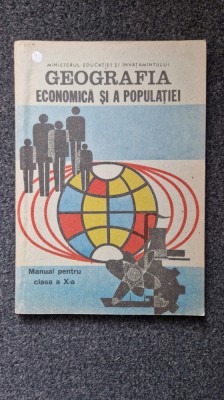 MINISTERUL EDUCAȚIEI ȘI ÎNVĂȚĂMÎNTULUI
GEOGRAFIA
ECONOMICĂ ȘI A POPULAȚIEI
Manual pentru
clasa a X-a